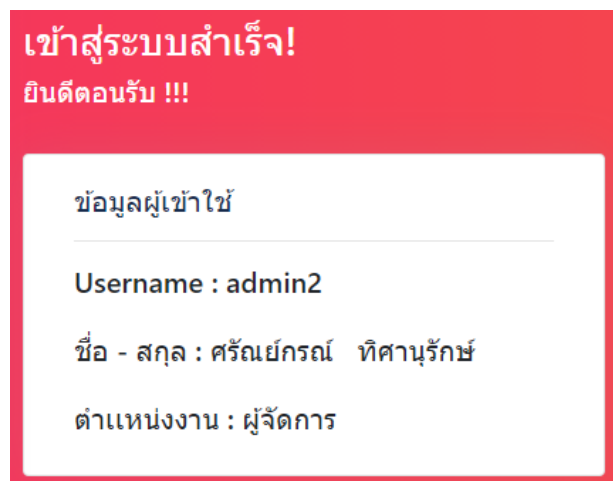 เข้าสู่ระบบสำเร็จ!
ยินดีตอนรับ !!!
ข้อมูลผู้เข้าใช้
Username : admin2
ชื่อ - สกุล : ศรัณย์กรณ์ ทิศานุรักษ์
ตำแหน่งงาน : ผู้จัดการ